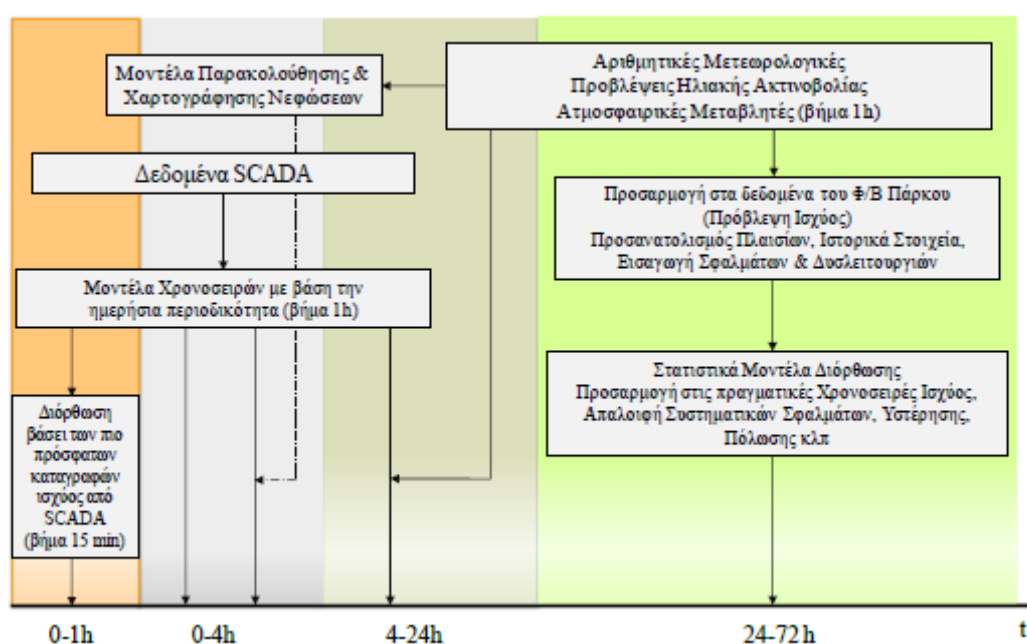 Μοντέλα Παρακολούθησης &
Χαρτογράφησης Νεφώσεων
Αριθμητικές Μετεωρολογικές
Προβλέψεις Ηλιακής Ακτινοβολίας
Ατμοσφαιρικές Μεταβλητές (βήμα 1h)
Δεδομένα SCADA
Προσαρμογή στα δεδομένα του Φ/Β Πάρκου
(Πρόβλεψη Ισχύος)
Προσανατολισμός Πλαισίων, Ιστορικά Στοιχεία,
Εισαγωγή Σφαλμάτων & Δυσλειτουργιών
Μοντέλα Χρονοσειρών με βάση την
ημερήσια περιοδικότητα (βήμα 1h)
Στατιστικά Μοντέλα Διόρθωσης
Προσαρμογή στις πραγματικές Χρονοσειρές Ισχύος,
Απαλοιφή Συστηματικών Σφαλμάτων, Υστέρησης,
Πόλωσης κλπ
Διόρθωση
βάσει των πιο
πρόσφατων
καταγραφών
ισχύος από
SCADA
(βήμα 15 min)
0-1h
0-4h
4-24h
24-72h
t